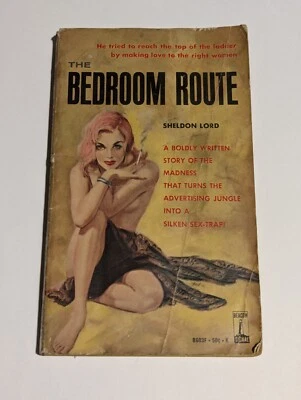 He tried to reach the top of the ladder
by making love to the right women
THE
BEDROOM ROUTE
SHELDON LORD
A BOLDLY WRITTEN
STORY OF THE
MADNESS
THAT TURNS THE
ADVERTISING JUNGLE
INTO A
SILKEN SEX-TRAP!
BEACON